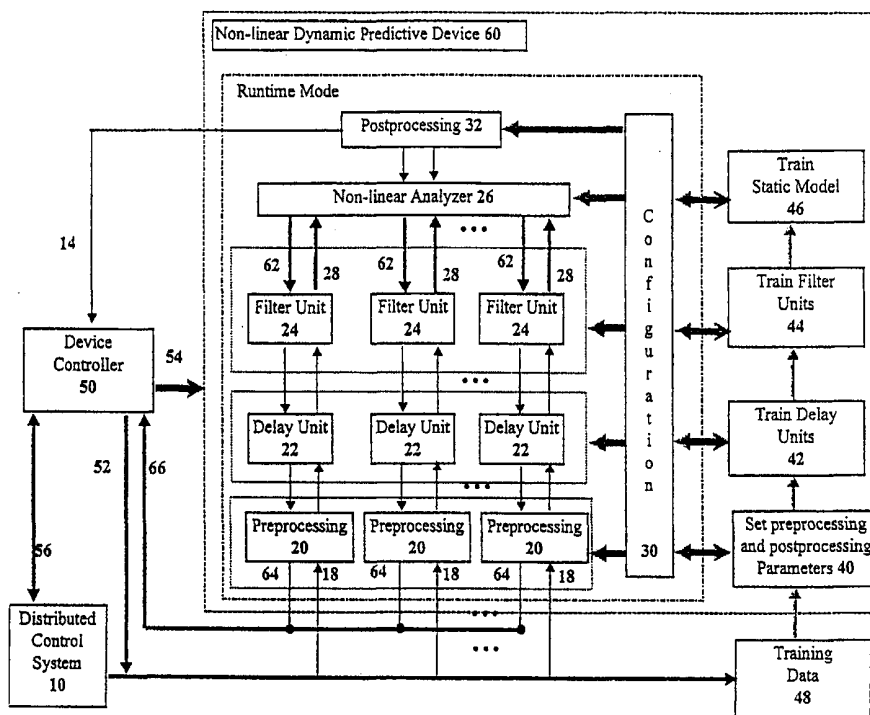 Non-linear Dynamic Predictive Device 60
Runtime Mode
Postprocessing 32
Non-linear Analyzer 26
Train
Static Model
46
14
62
28
62
28
62
28
Filter Unit
24
Filter Unit
24
Filter Unit
24
Train Filter
Units
44
Device
Controller
50
54
Configuration
30
Delay Unit
22
Delay Unit
22
Delay Unit
22
Train Delay
Units
42
52
66
Preprocessing
20
Preprocessing
20
Preprocessing
20
Set preprocessing
and postprocessing
Parameters 40
56
64
18
64
18
64
18
Distributed
Control
System
10
Training
Data
48